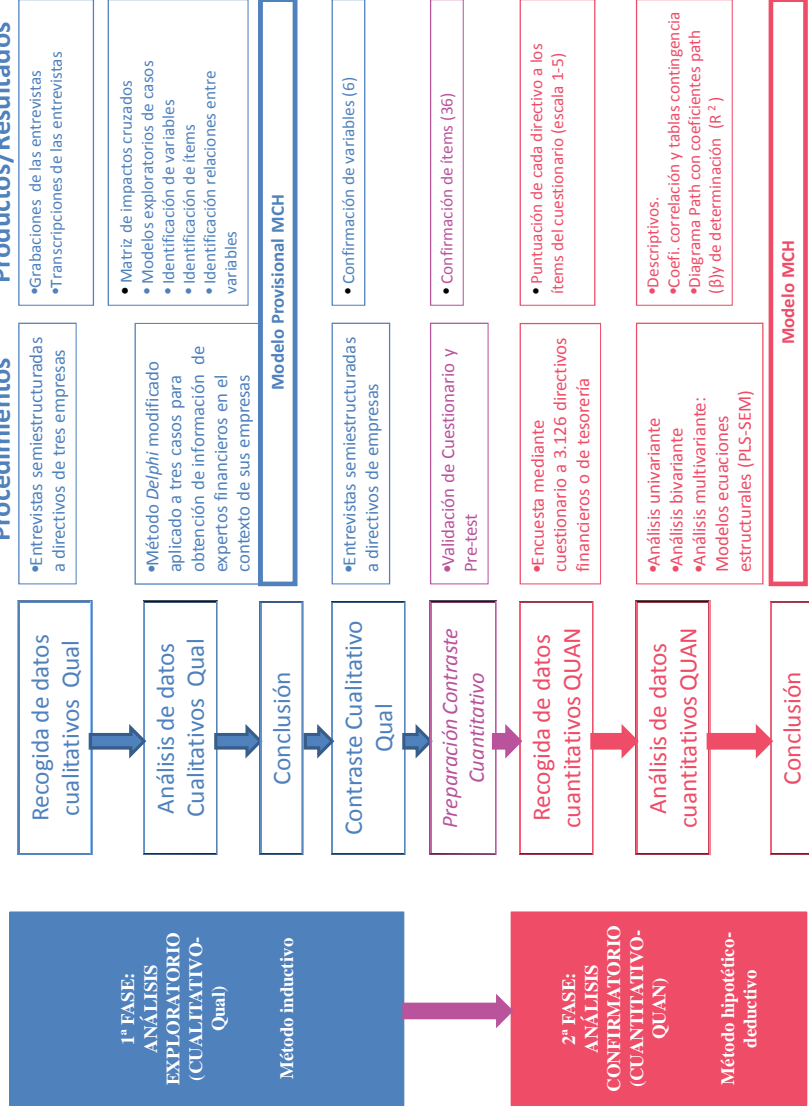 Procedimientos
Productos/Resultados
1ª FASE:
ANÁLISIS
EXPLORATORIO
(CUALITATIVO-
Qual)
Método inductivo
Recogida de datos
cualitativos Qual
•Entrevistas semiestructuradas
a directivos de tres empresas
•Grabaciones de las entrevistas
•Transcripciones de las entrevistas
Análisis de datos
Cualitativos Qual
•Método Delphi modificado
aplicado a tres casos para
obtención de información de
expertos financieros en el
contexto de sus empresas
• Matriz de impactos cruzados
• Modelos exploratorios de casos
• Identificación de variables
• Identificación de ítems
• Identificación relaciones entre
variables
Conclusión
Modelo Provisional MCH
Contraste Cualitativo
Qual
•Entrevistas semiestructuradas
a directivos de empresas
• Confirmación de variables (6)
Preparación Contraste
Cuantitativo
•Validación de Cuestionario y
Pre-test
• Confirmación de ítems (36)
2ª FASE:
ANÁLISIS
CONFIRMATORIO
(CUANTITATIVO-
QUAN)
Método hipotético-
deductivo
Recogida de datos
cuantitativos QUAN
•Encuesta mediante
cuestionario a 3.126 directivos
financieros o de tesorería
• Puntuación de cada directivo a los
ítems del cuestionario (escala 1-5)
Análisis de datos
cuantitativos QUAN
•Análisis univariante
•Análisis bivariante
•Análisis multivariante:
Modelos ecuaciones
estructurales (PLS-SEM)
•Descriptivos.
•Coefi. correlación y tablas contingencia
•Diagrama Path con coeficientes path
(β)y de determinación (R ²)
Conclusión
Modelo MCH